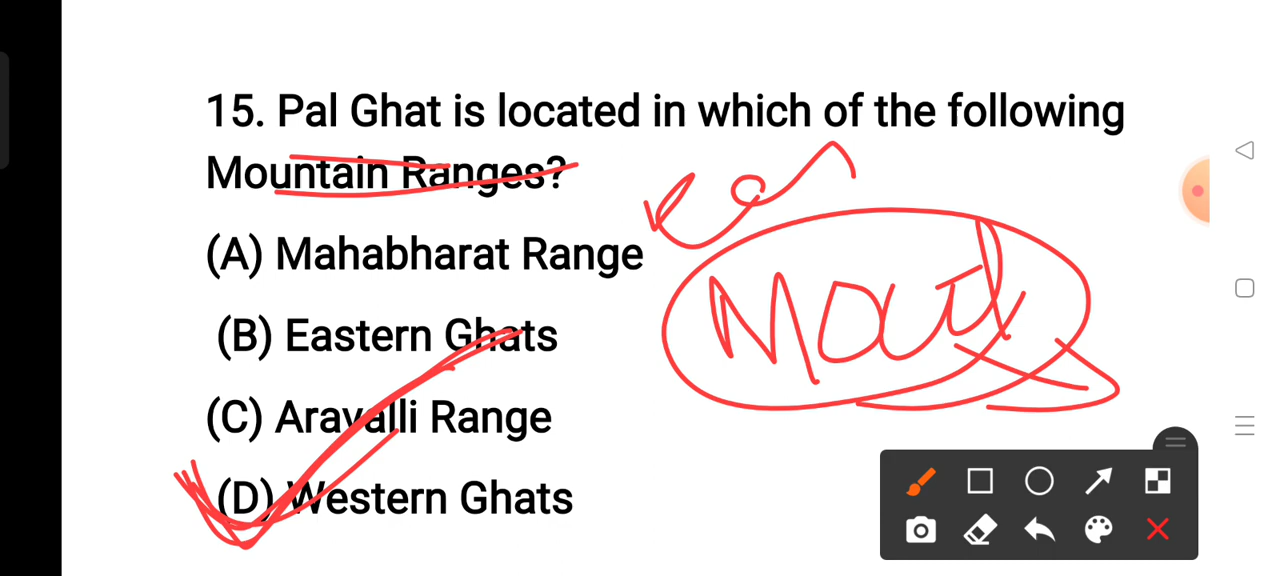 15. Pal Ghat is located in which of the following
Mountain Ranges?
(A) Mahabharat Range
(B) Eastern Ghats
(C) Aravalli Range
(D) Western Ghats